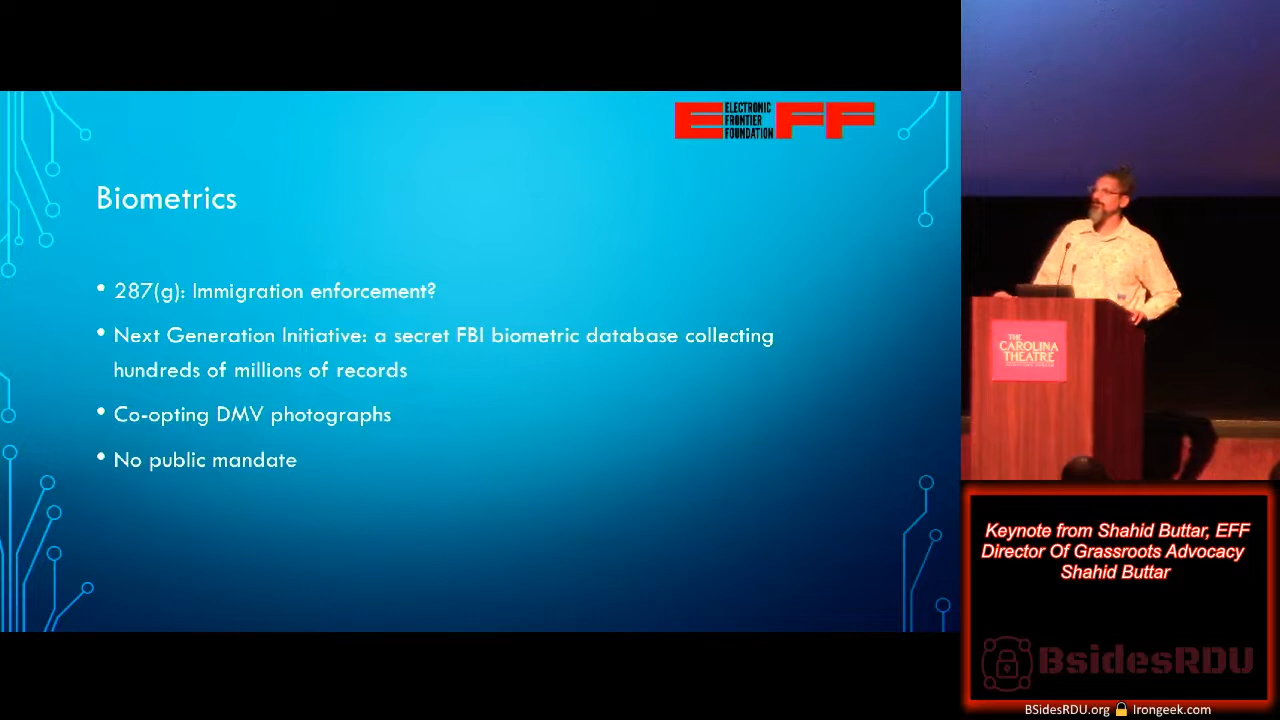 ELECTRONIC
FRONTIER
FOUNDATION
EFF
Biometrics
• 287(g): Immigration enforcement?
• Next Generation Initiative: a secret FBI biometric database collecting
hundreds of millions of records
• Co-opting DMV photographs
• No public mandate
THE
CAROLINA
THEATRE
Keynote from Shahid Buttar, EFF
Director Of Grassroots Advocacy
Shahid Buttar
BsidesRDU
BSidesRDU.org 🔒 Irongeek.com